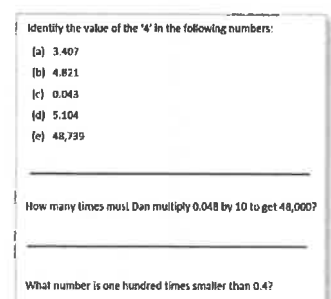 Identify the value of the '4' in the following numbers:
(a) 3.407
(b) 4.821
(c) 0.043
(d) 5.104
(e) 48,739
How many times must Dan multiply 0.048 by 10 to get 48,000?
What number is one hundred times smaller than 0.4?